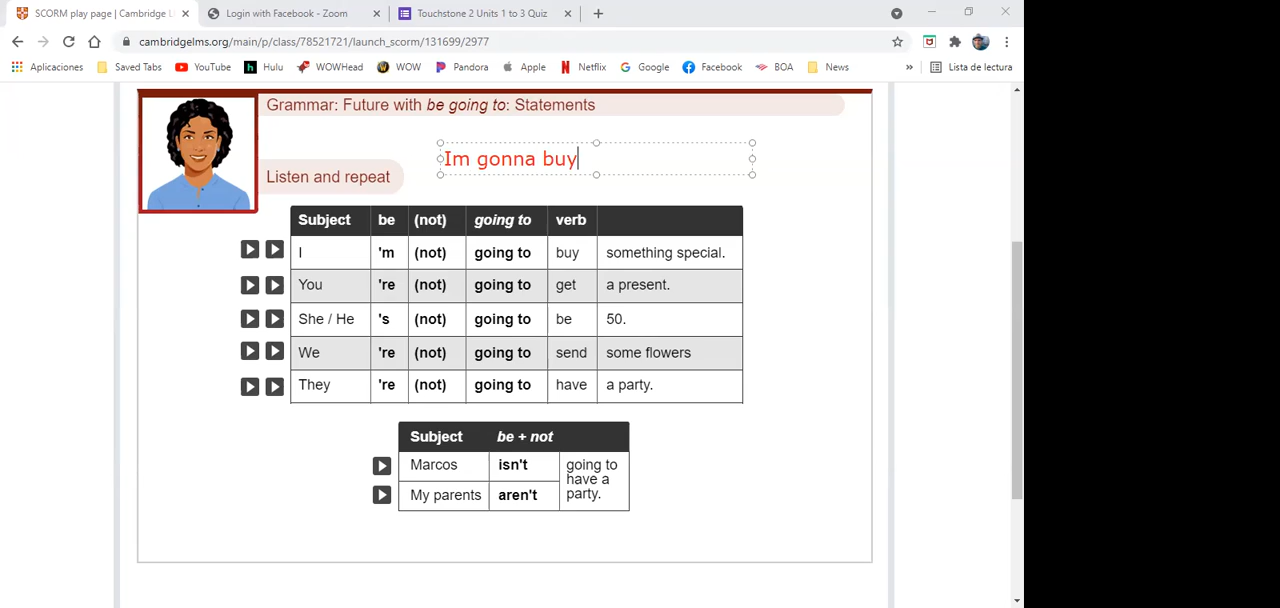 SCORM play page | Cambridge L
Login with Facebook - Zoom
Touchstone 2 Units 1 to 3 Quiz
cambridgelms.org/main/p/class/78521721/launch_scorm/131699/2977
Aplicaciones Saved Tabs YouTube Hulu WOWHead WOW Pandora Apple Netflix Google Facebook BOA News » Lista de lectura
Grammar: Future with be going to: Statements
Im gonna buy
Listen and repeat
Subject be (not) going to verb
I 'm (not) going to buy something special.
You 're (not) going to get a present.
She / He 's (not) going to be 50.
We 're (not) going to send some flowers
They 're (not) going to have a party.
Subject be + not
Marcos isn't going to
have a
My parents aren't party.